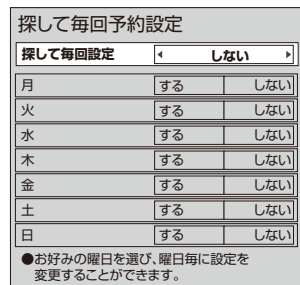 探して毎回予約設定
探して毎回設定 しない
月 する しない
火 する しない
水 する しない
木 する しない
金 する しない
土 する しない
日 する しない
●お好みの曜日を選び、曜日毎に設定を
変更することができます。